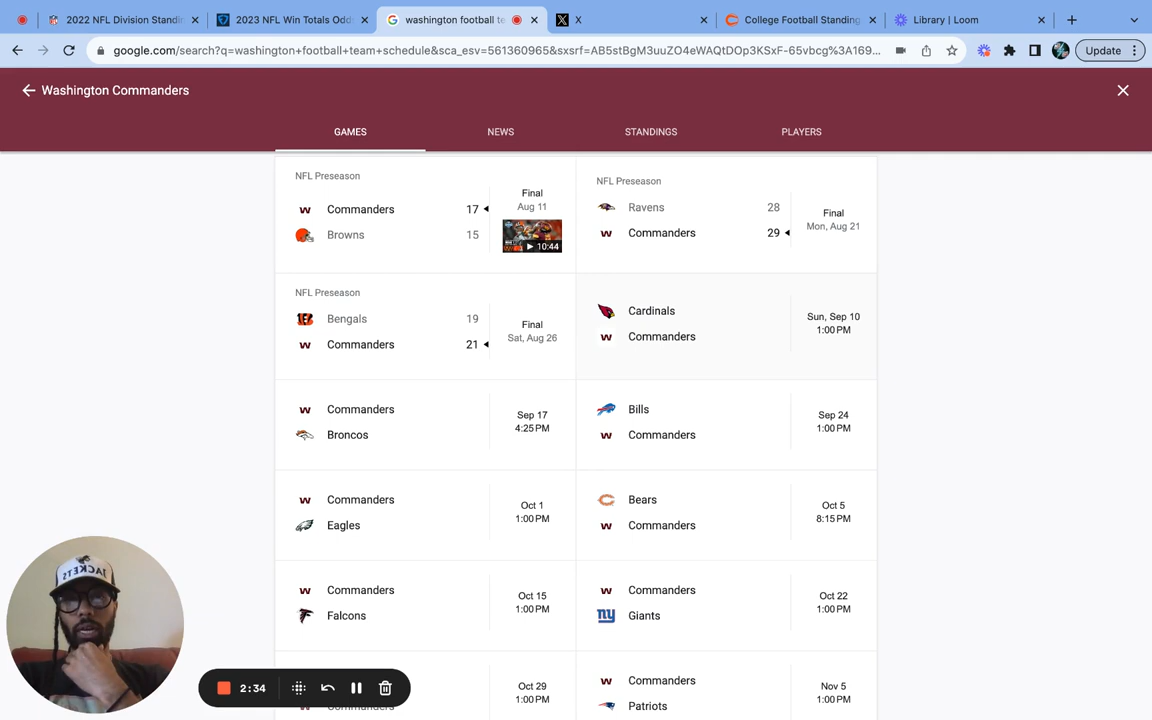 2022 NFL Division Standi
2023 NFL Win Totals Odd
washington football te
X
College Football Standing
Library | Loom
google.com/search?q=washington+football+team+schedule&sca_esv=561360965&sxsrf=AB5stBgM3uuZO4eWAQtDOp3KSxF-65vbcg%3A169...
Update
Washington Commanders
GAMES
NEWS
STANDINGS
PLAYERS
NFL Preseason
Commanders 17
Browns 15
Final
Aug 11
10:44
NFL Preseason
Ravens 28
Commanders 29
Final
Mon, Aug 21
NFL Preseason
Bengals 19
Commanders 21
Final
Sat, Aug 26
Cardinals
Commanders
Sun, Sep 10
1:00 PM
Commanders
Broncos
Sep 17
4:25 PM
Bills
Commanders
Sep 24
1:00 PM
Commanders
Eagles
Oct 1
1:00 PM
Bears
Commanders
Oct 5
8:15 PM
Commanders
Falcons
Oct 15
1:00 PM
Commanders
Giants
Oct 22
1:00 PM
Commanders
Oct 29
1:00 PM
Commanders
Patriots
Nov 5
1:00 PM
JACKETS
2:34